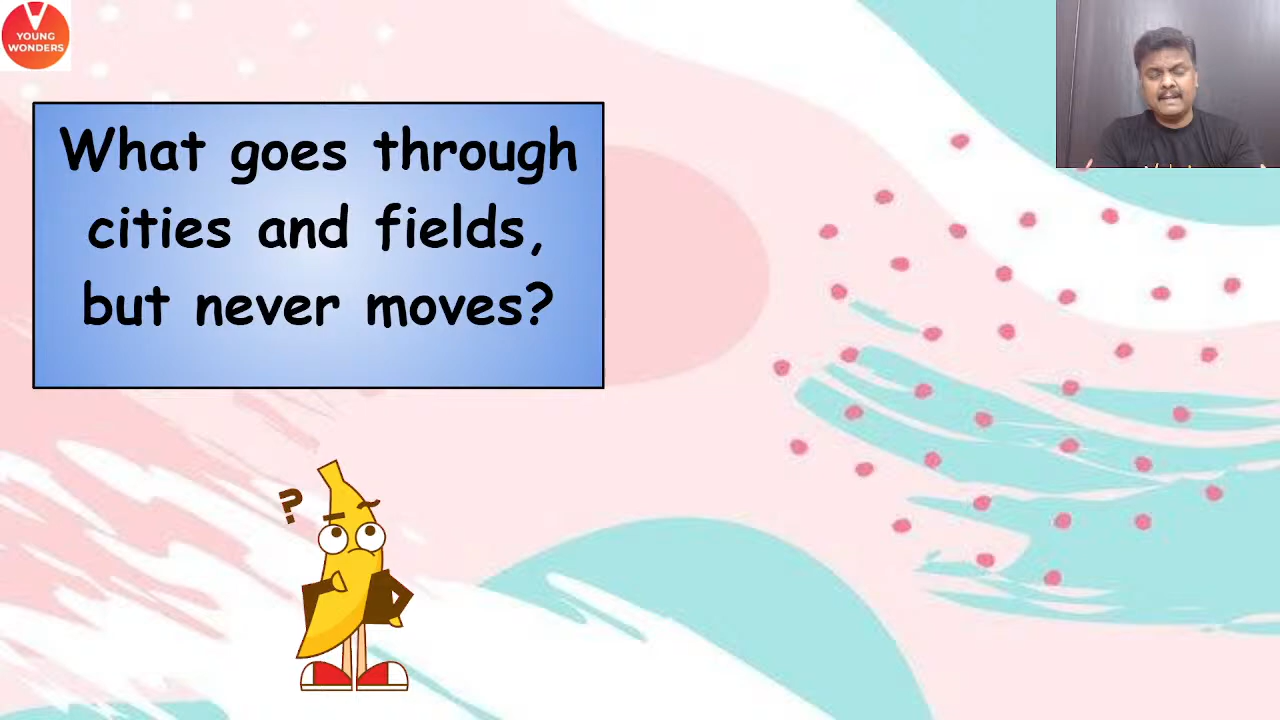 YOUNG
WONDERS
What goes through
cities and fields,
but never moves?
?